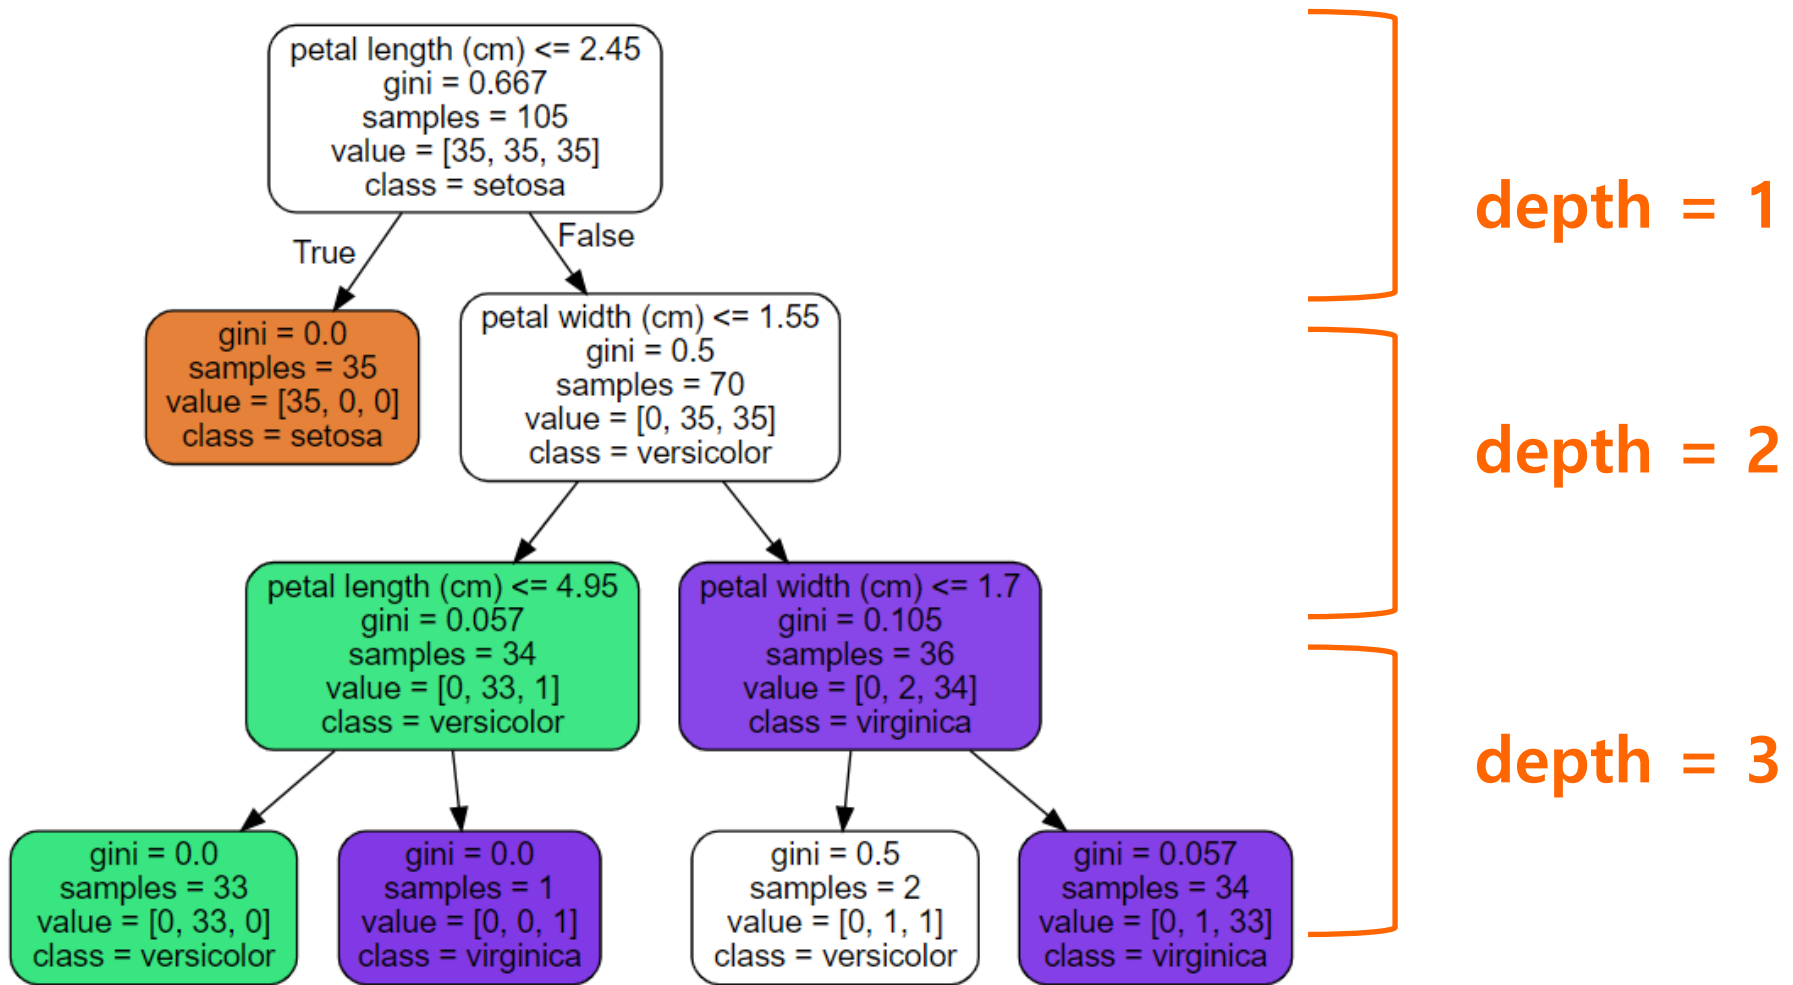 petal length (cm) <= 2.45
gini = 0.667
samples = 105
value = [35, 35, 35]
class = setosa
depth = 1
True
False
gini = 0.0
samples = 35
value = [35, 0, 0]
class = setosa
petal width (cm) <= 1.55
gini = 0.5
samples = 70
value = [0, 35, 35]
class = versicolor
depth = 2
petal length (cm) <= 4.95
gini = 0.057
samples = 34
value = [0, 33, 1]
class = versicolor
petal width (cm) <= 1.7
gini = 0.105
samples = 36
value = [0, 2, 34]
class = virginica
depth = 3
gini = 0.0
samples = 33
value = [0, 33, 0]
class = versicolor
gini = 0.0
samples = 1
value = [0, 0, 1]
class = virginica
gini = 0.5
samples = 2
value = [0, 1, 1]
class = versicolor
gini = 0.057
samples = 34
value = [0, 1, 33]
class = virginica